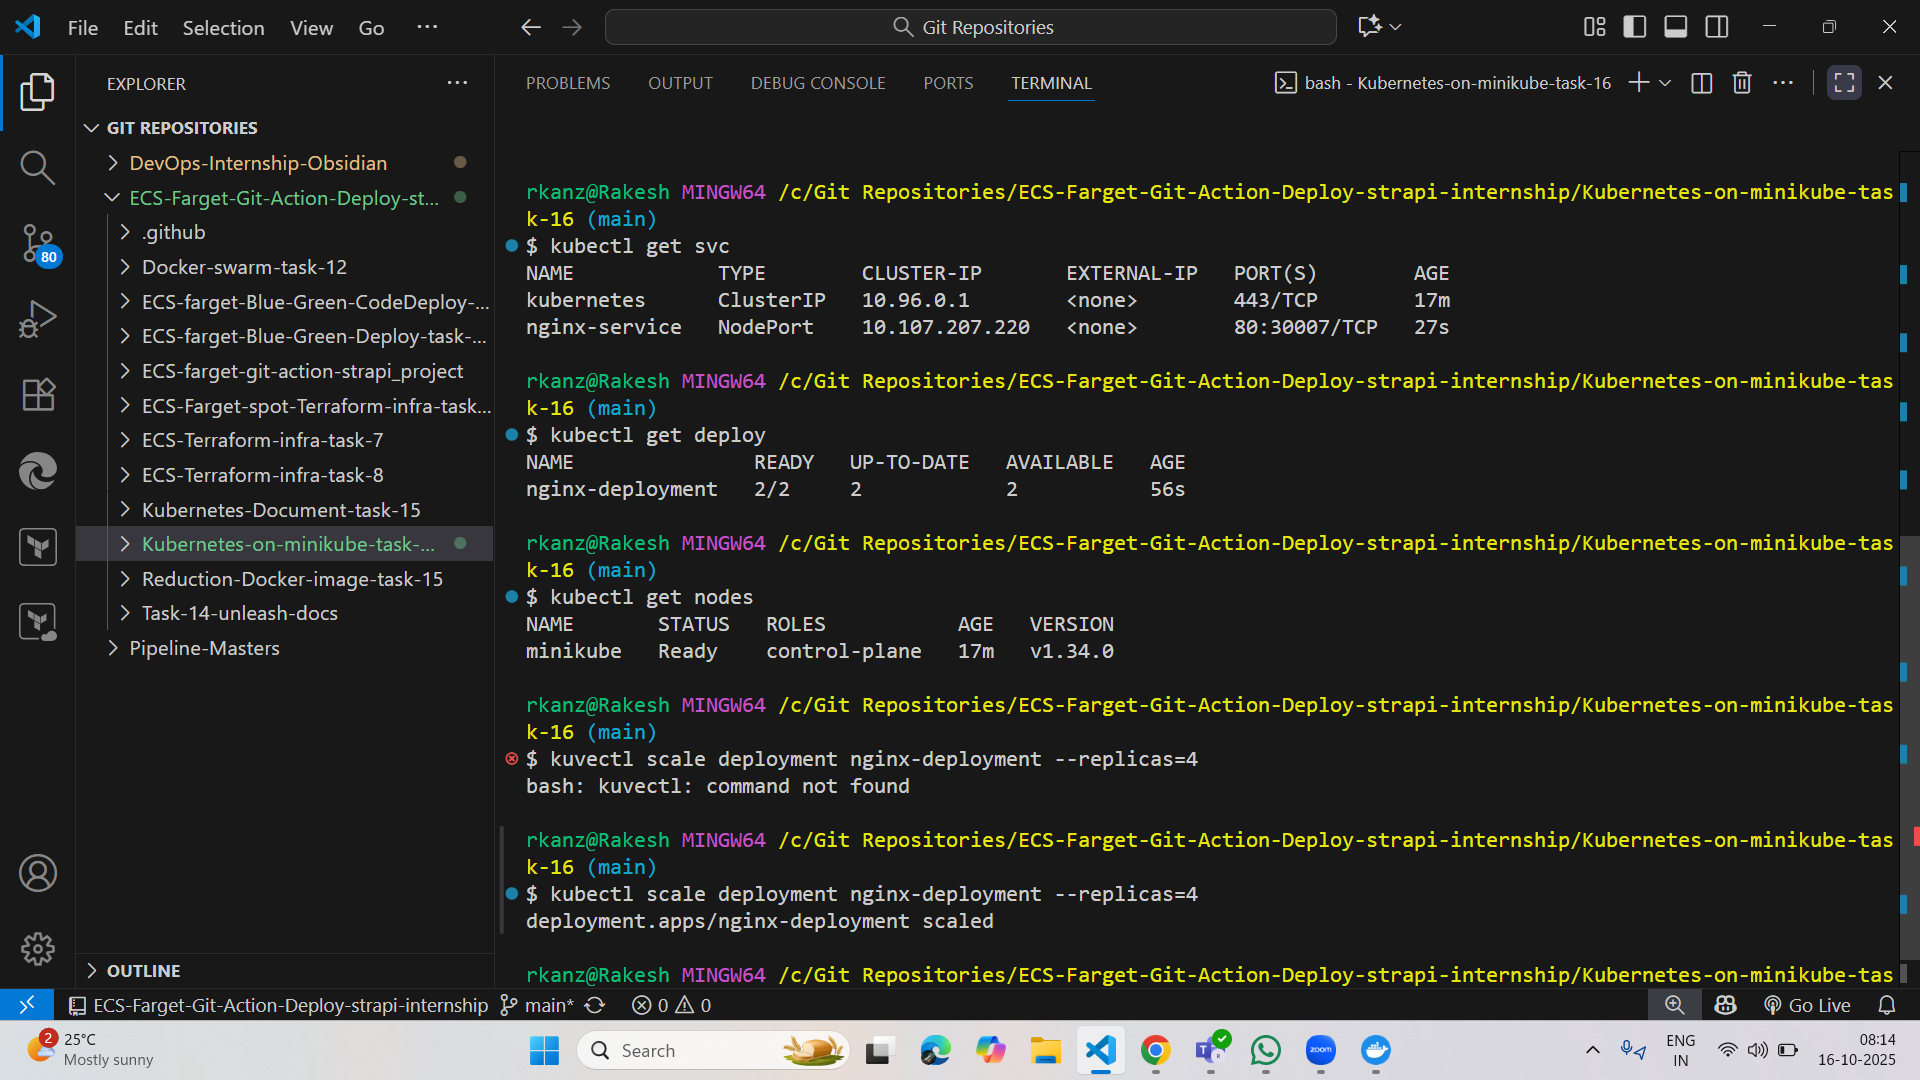 File Edit Selection View Go ···
Git Repositories
EXPLORER
GIT REPOSITORIES
DevOps-Internship-Obsidian
ECS-Farget-Git-Action-Deploy-st...
.github
Docker-swarm-task-12
ECS-farget-Blue-Green-CodeDeploy-...
ECS-farget-Blue-Green-Deploy-task-...
ECS-farget-git-action-strapi_project
ECS-Farget-spot-Terraform-infra-task...
ECS-Terraform-infra-task-7
ECS-Terraform-infra-task-8
Kubernetes-Document-task-15
Kubernetes-on-minikube-task-...
Reduction-Docker-image-task-15
Task-14-unleash-docs
Pipeline-Masters
OUTLINE
80
PROBLEMS OUTPUT DEBUG CONSOLE PORTS TERMINAL
bash - Kubernetes-on-minikube-task-16
rkanz@Rakesh MINGW64 /c/Git Repositories/ECS-Farget-Git-Action-Deploy-strapi-internship/Kubernetes-on-minikube-tas
k-16 (main)
$ kubectl get svc
NAME TYPE CLUSTER-IP EXTERNAL-IP PORT(S) AGE
kubernetes ClusterIP 10.96.0.1 <none> 443/TCP 17m
nginx-service NodePort 10.107.207.220 <none> 80:30007/TCP 27s
rkanz@Rakesh MINGW64 /c/Git Repositories/ECS-Farget-Git-Action-Deploy-strapi-internship/Kubernetes-on-minikube-tas
k-16 (main)
$ kubectl get deploy
NAME READY UP-TO-DATE AVAILABLE AGE
nginx-deployment 2/2 2 2 56s
rkanz@Rakesh MINGW64 /c/Git Repositories/ECS-Farget-Git-Action-Deploy-strapi-internship/Kubernetes-on-minikube-tas
k-16 (main)
$ kubectl get nodes
NAME STATUS ROLES AGE VERSION
minikube Ready control-plane 17m v1.34.0
rkanz@Rakesh MINGW64 /c/Git Repositories/ECS-Farget-Git-Action-Deploy-strapi-internship/Kubernetes-on-minikube-tas
k-16 (main)
$ kuvectl scale deployment nginx-deployment --replicas=4
bash: kuvectl: command not found
rkanz@Rakesh MINGW64 /c/Git Repositories/ECS-Farget-Git-Action-Deploy-strapi-internship/Kubernetes-on-minikube-tas
k-16 (main)
$ kubectl scale deployment nginx-deployment --replicas=4
deployment.apps/nginx-deployment scaled
rkanz@Rakesh MINGW64 /c/Git Repositories/ECS-Farget-Git-Action-Deploy-strapi-internship/Kubernetes-on-minikube-tas
ECS-Farget-Git-Action-Deploy-strapi-internship main* 0 0 Go Live
2
25°C
Mostly sunny
Search
zoom
ENG
IN
08:14
16-10-2025